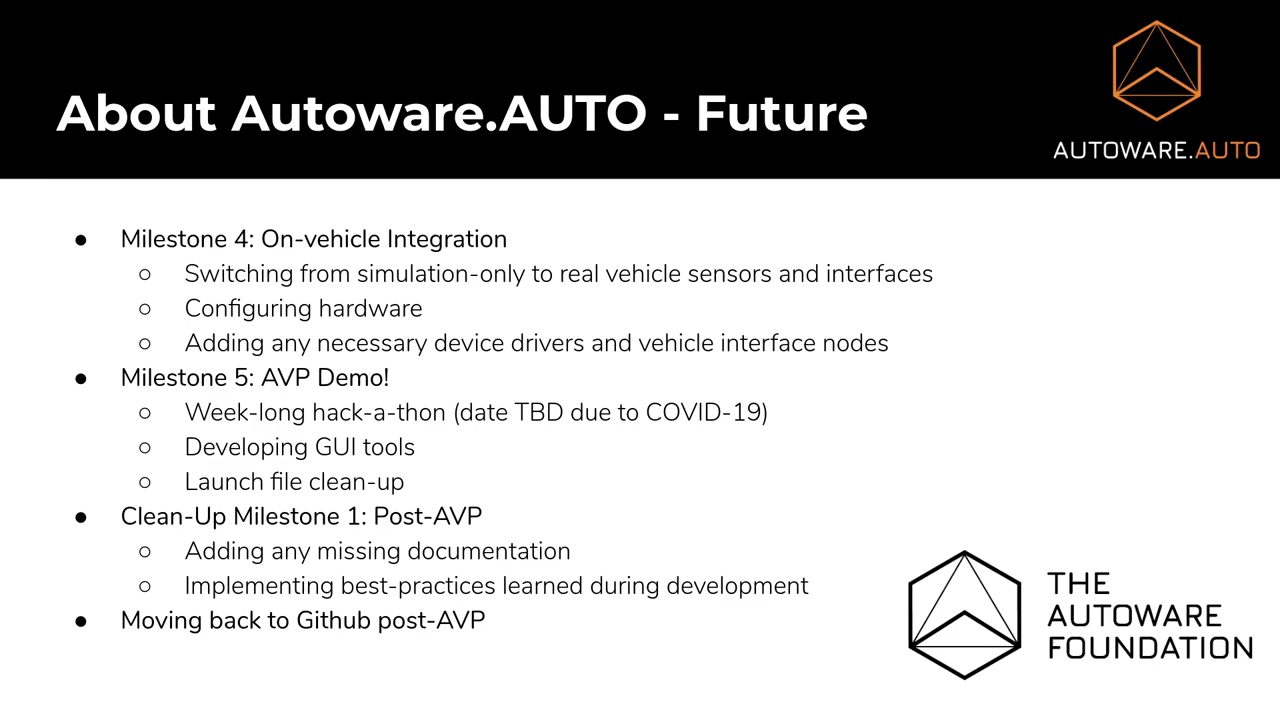 About Autoware.AUTO - Future
AUTOWARE.AUTO
● Milestone 4: On-vehicle Integration
○ Switching from simulation-only to real vehicle sensors and interfaces
○ Configuring hardware
○ Adding any necessary device drivers and vehicle interface nodes
● Milestone 5: AVP Demo!
○ Week-long hack-a-thon (date TBD due to COVID-19)
○ Developing GUI tools
○ Launch file clean-up
● Clean-Up Milestone 1: Post-AVP
○ Adding any missing documentation
○ Implementing best-practices learned during development
● Moving back to Github post-AVP
THE
AUTOWARE
FOUNDATION